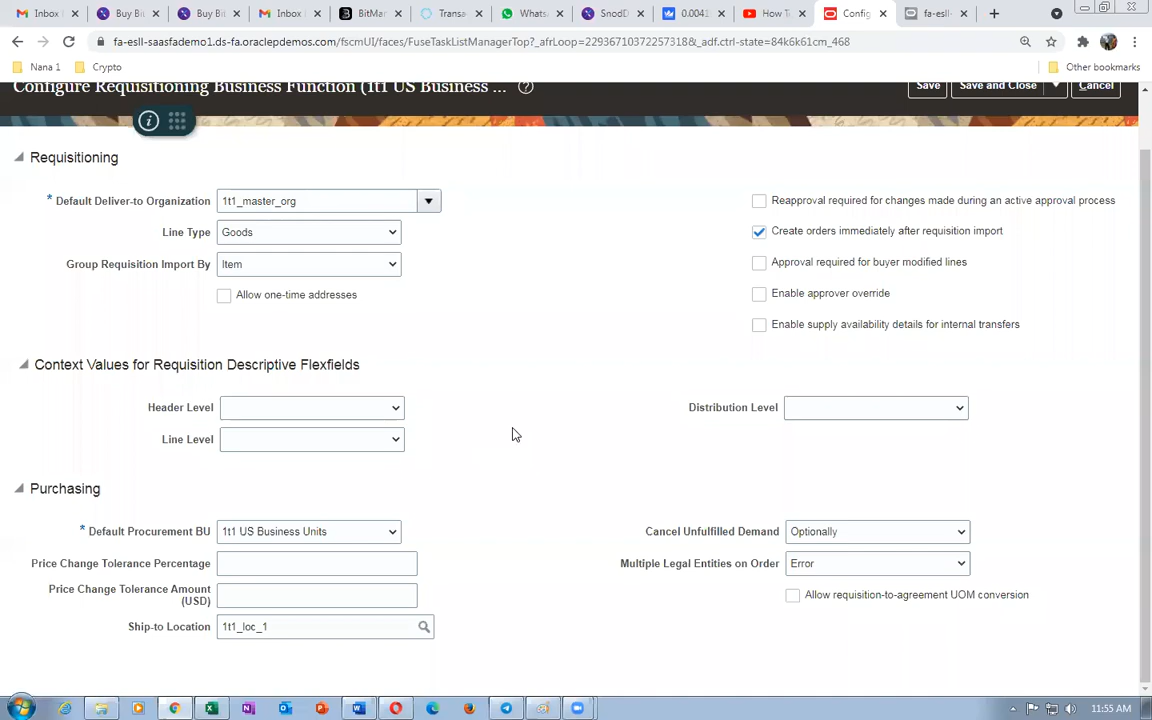 Inbox
Buy Bit
Buy Bit
Inbox
BitMar
Transa
Whats
SnodD
0.0041
How T
Confi
fa-esll-
fa-esll-saasfademo1.ds-fa.oraclepdemos.com/fscmUI/faces/FuseTaskListManagerTop?_afrLoop=22936710372257318&_adf.ctrl-state=84k6k61cm_468
Nana 1
Crypto
Other bookmarks
Configure Requisitioning Business Function (1t1 US Business ...
Save
Save and Close
Cancel
Requisitioning
* Default Deliver-to Organization 1t1_master_org
Line Type Goods
Group Requisition Import By Item
Allow one-time addresses
Reapproval required for changes made during an active approval process
Create orders immediately after requisition import
Approval required for buyer modified lines
Enable approver override
Enable supply availability details for internal transfers
Context Values for Requisition Descriptive Flexfields
Header Level
Line Level
Distribution Level
Purchasing
* Default Procurement BU 1t1 US Business Units
Price Change Tolerance Percentage
Price Change Tolerance Amount
(USD)
Ship-to Location 1t1_loc_1
Cancel Unfulfilled Demand Optionally
Multiple Legal Entities on Order Error
Allow requisition-to-agreement UOM conversion
11:55 AM